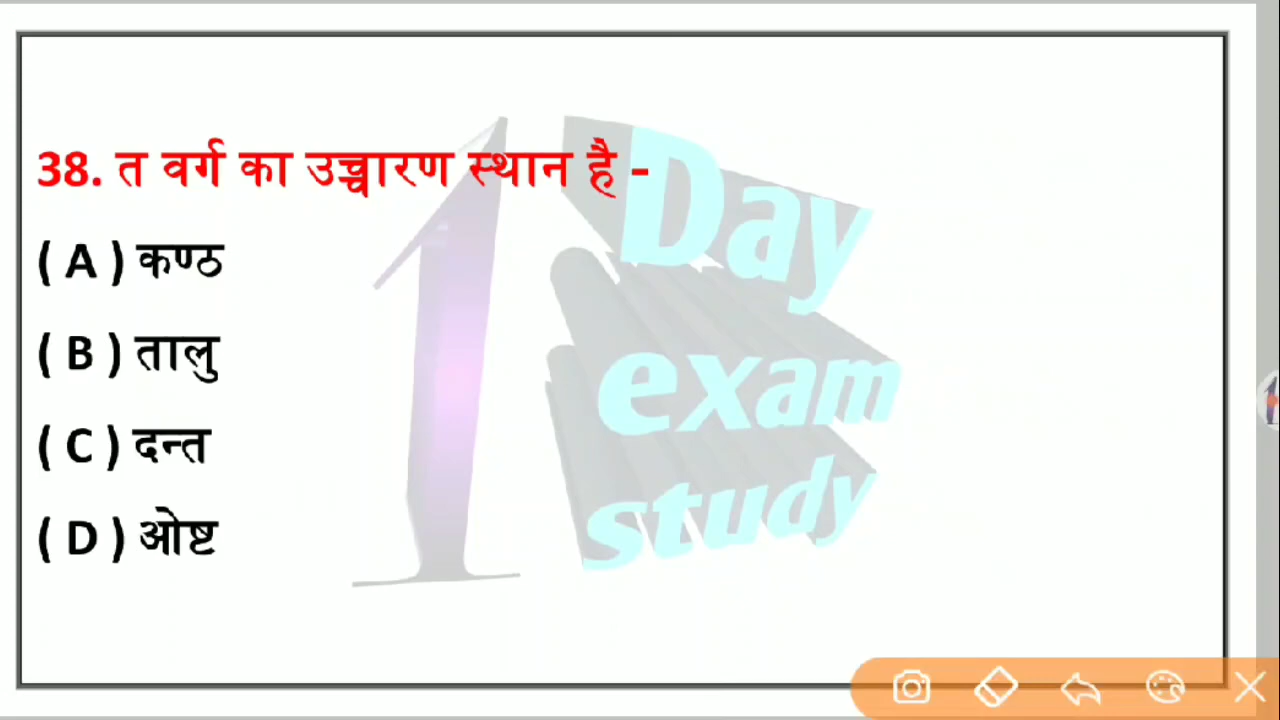 38. त वर्ग का उच्चारण स्थान है -
( A ) कण्ठ
( B ) तालु
( C ) दन्त
( D ) ओष्ट
1 Day
exam
study